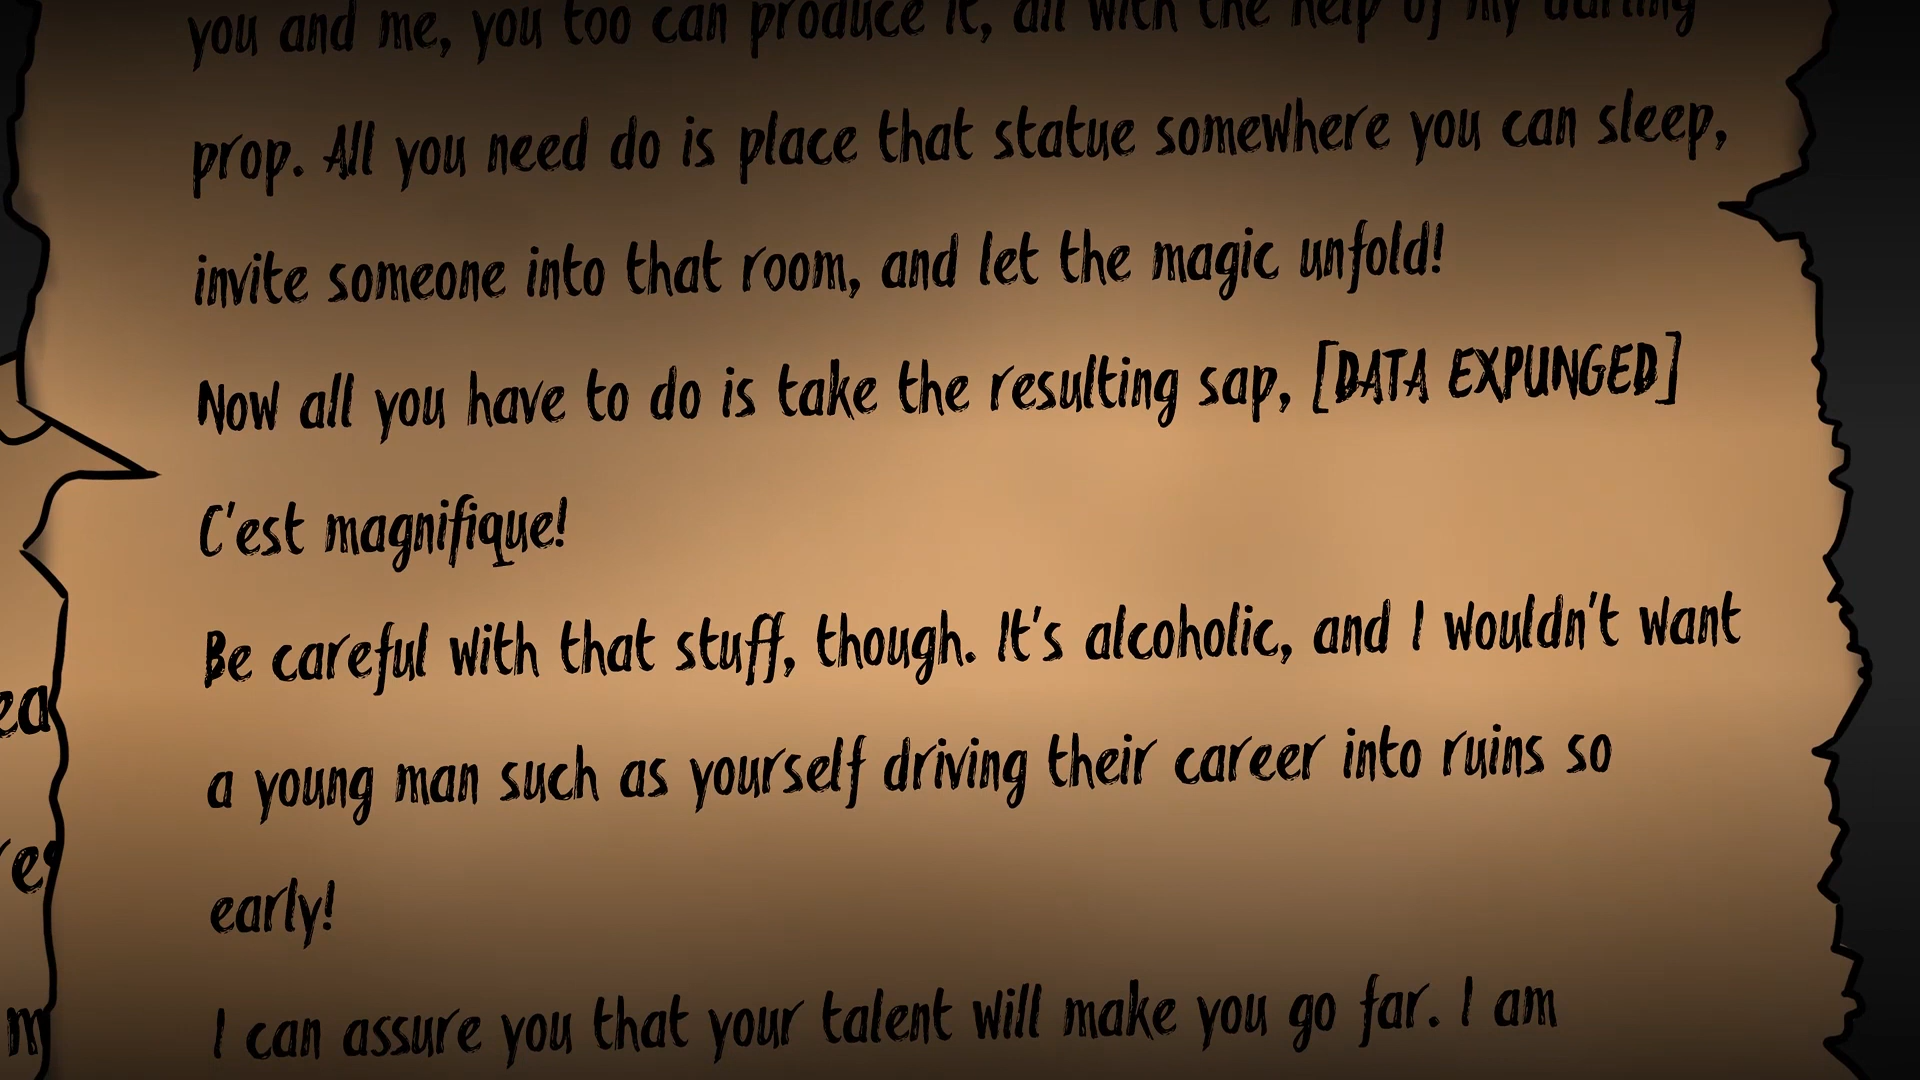 you and me, you too can produce it, all with the help of my darling
prop. All you need do is place that statue somewhere you can sleep,
invite someone into that room, and let the magic unfold!
Now all you have to do is take the resulting sap, [DATA EXPUNGED]
C'est magnifique!
Be careful with that stuff, though. It's alcoholic, and I wouldn't want
a young man such as yourself driving their career into ruins so
early!
I can assure you that your talent will make you go far. I am